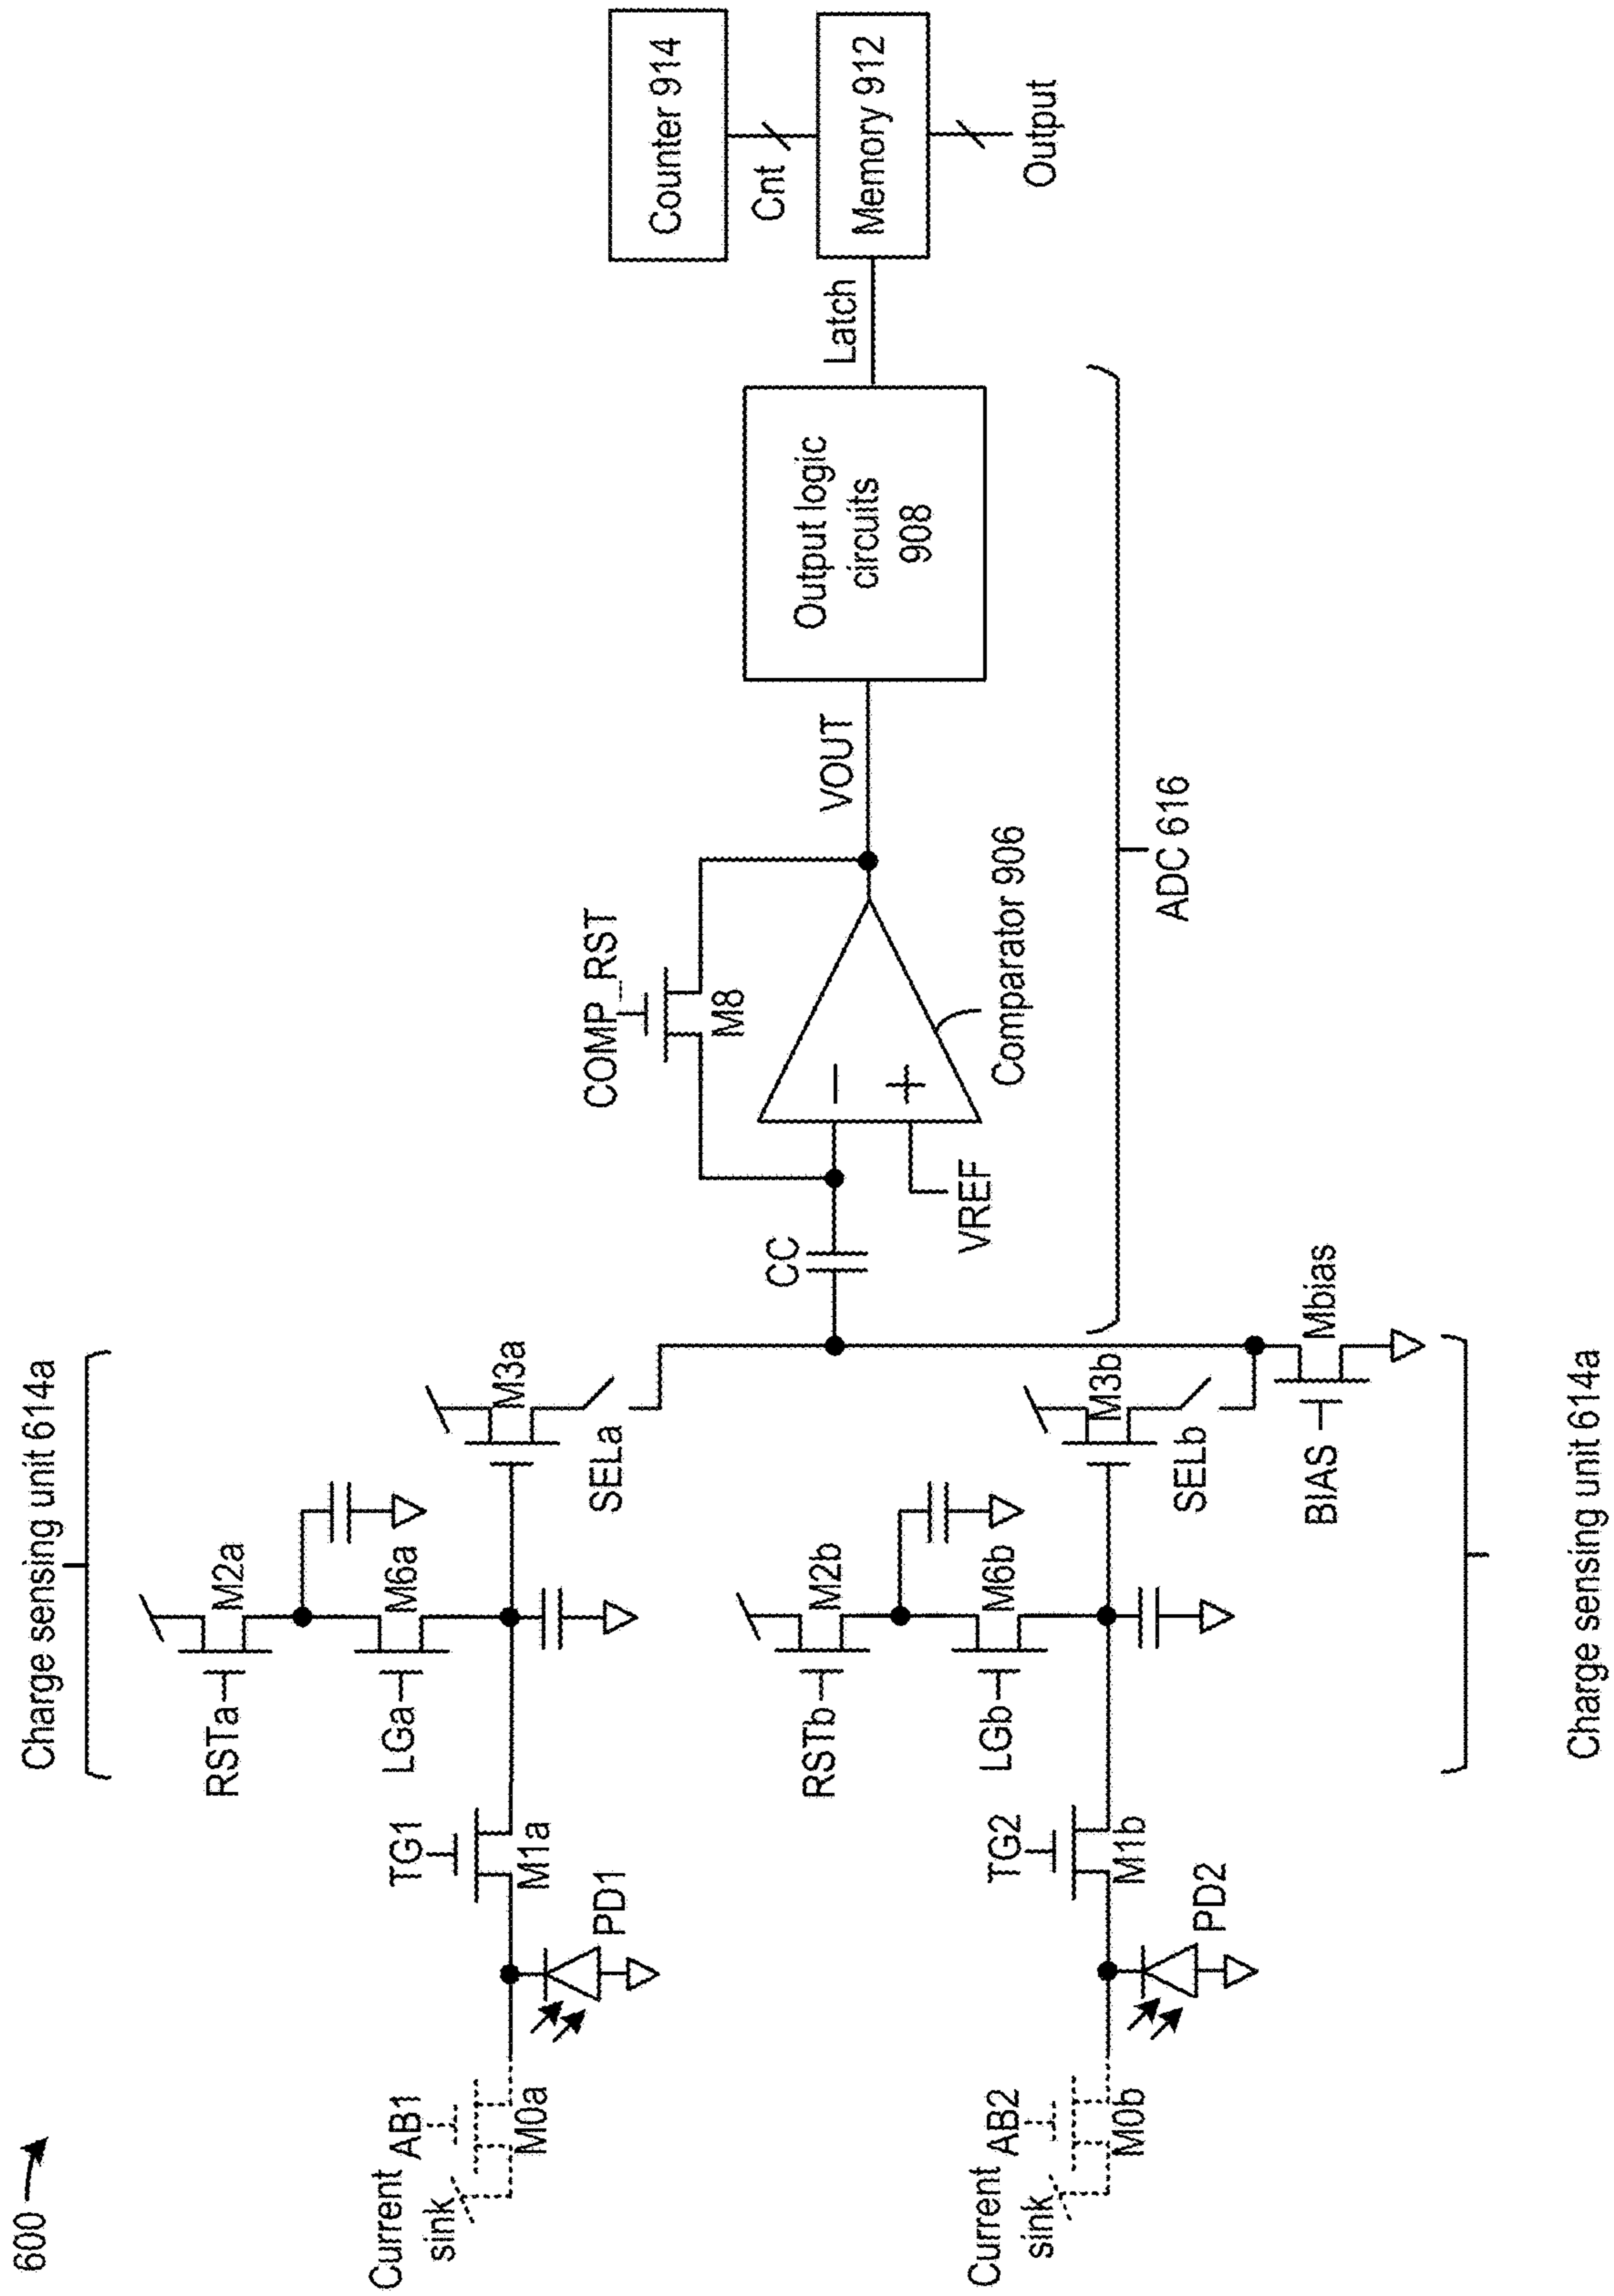 600
Charge sensing unit 614a
RSTa
M2a
LGa
M6a
Current
sink
AB1
M0a
TG1
M1a
PD1
M3a
SELa
RSTb
M2b
LGb
M6b
Current
sink
AB2
M0b
TG2
M1b
PD2
M3b
SELb
BIAS
Mbias
Charge sensing unit 614a
CC
VREF
COMP_RST
M8
−
+
Comparator 906
VOUT
Output logic
circuits
908
ADC 616
Latch
Counter 914
Cnt
Memory 912
Output